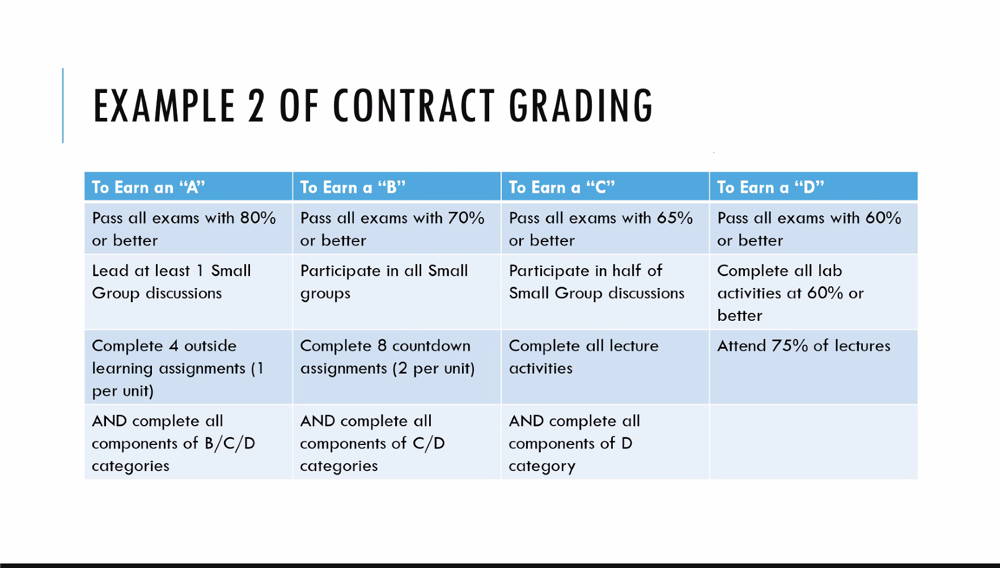 EXAMPLE 2 OF CONTRACT GRADING
To Earn an “A”
To Earn a “B”
To Earn a “C”
To Earn a “D”
Pass all exams with 80%
or better
Pass all exams with 70%
or better
Pass all exams with 65%
or better
Pass all exams with 60%
or better
Lead at least 1 Small
Group discussions
Participate in all Small
groups
Participate in half of
Small Group discussions
Complete all lab
activities at 60% or
better
Complete 4 outside
learning assignments (1
per unit)
Complete 8 countdown
assignments (2 per unit)
Complete all lecture
activities
Attend 75% of lectures
AND complete all
components of B/C/D
categories
AND complete all
components of C/D
categories
AND complete all
components of D
category